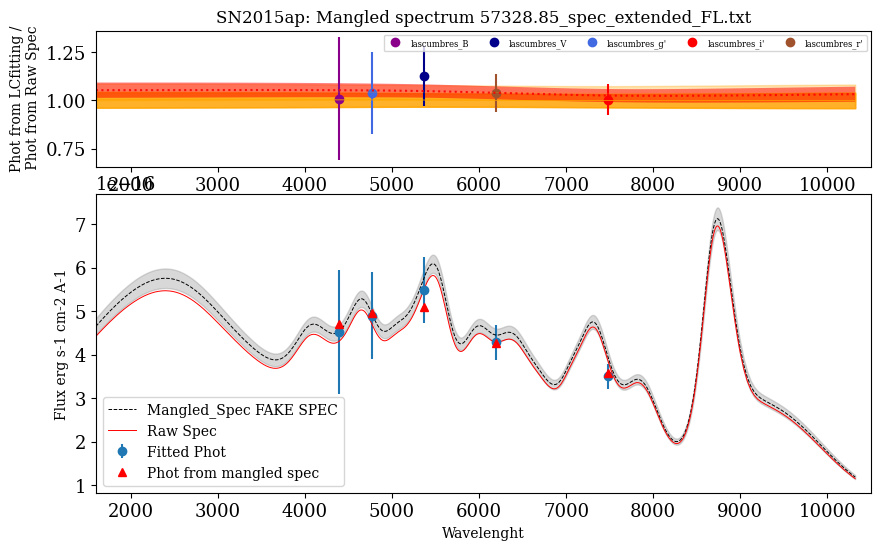 SN2015ap: Mangled spectrum 57328.85_spec_extended_FL.txt
Phot from LCfitting /
Phot from Raw Spec
1.25
1.00
0.75
lascumbres_B lascumbres_V lascumbres_g' lascumbres_i' lascumbres_r'
2000 3000 4000 5000 6000 7000 8000 9000 10000
1e−16
Flux erg s-1 cm-2 A-1
7
6
5
4
3
2
1
Mangled_Spec FAKE SPEC
Raw Spec
Fitted Phot
Phot from mangled spec
2000 3000 4000 5000 6000 7000 8000 9000 10000
Wavelenght